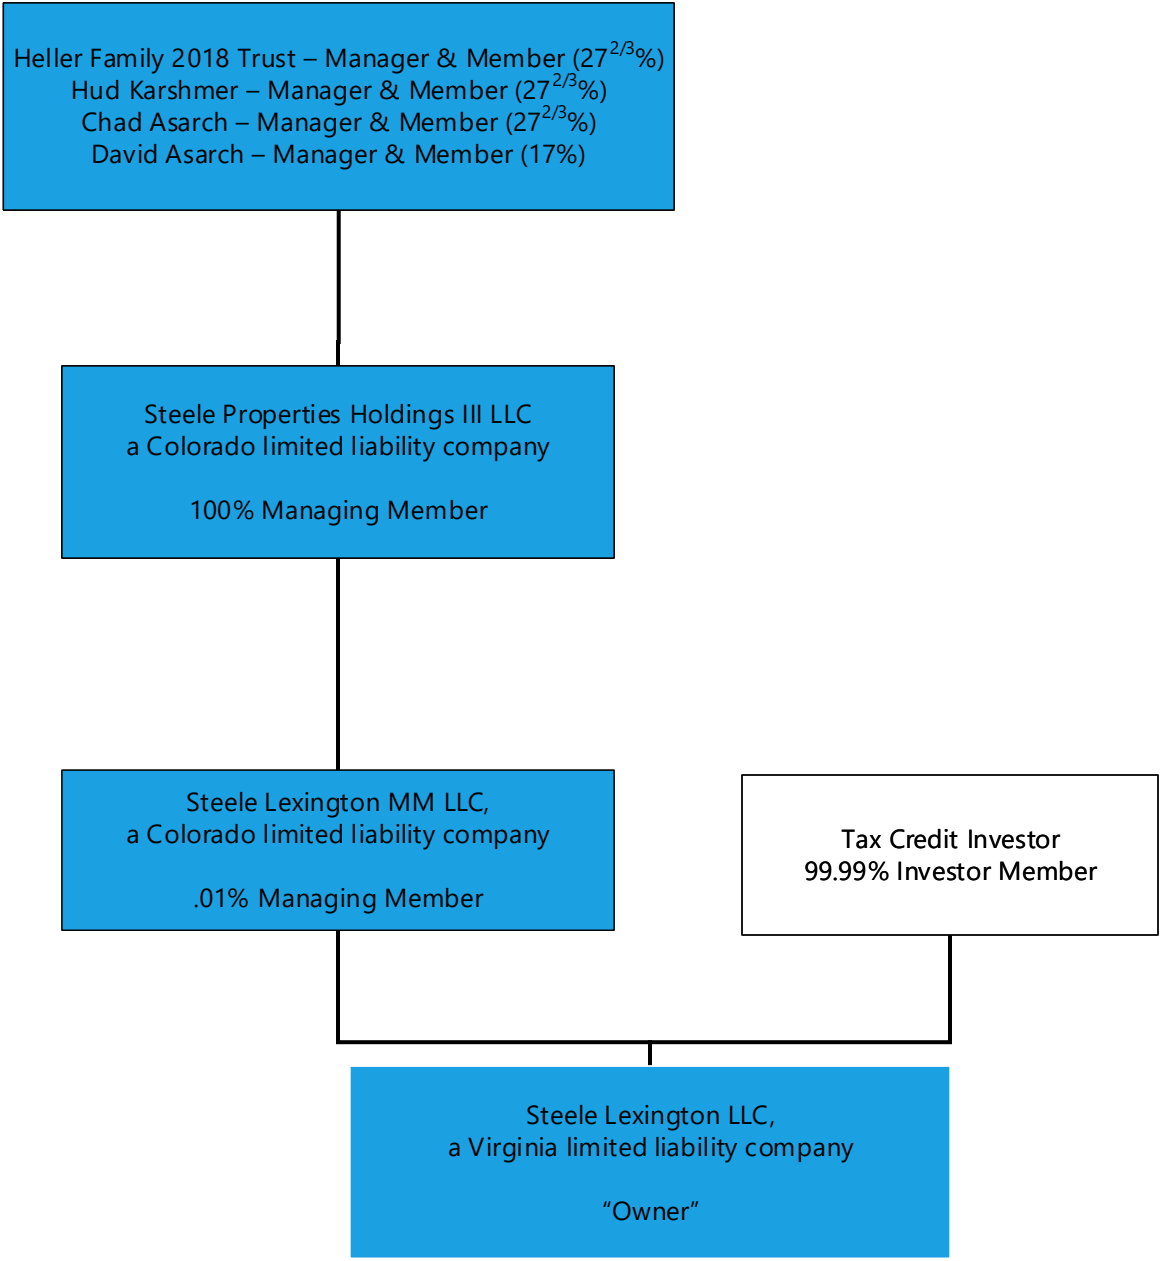 Heller Family 2018 Trust – Manager & Member (27^2/3%)
Hud Karshmer – Manager & Member (27^2/3%)
Chad Asarch – Manager & Member (27^2/3%)
David Asarch – Manager & Member (17%)
Steele Properties Holdings III LLC
a Colorado limited liability company
100% Managing Member
Steele Lexington MM LLC,
a Colorado limited liability company
.01% Managing Member
Tax Credit Investor
99.99% Investor Member
Steele Lexington LLC,
a Virginia limited liability company
“Owner”